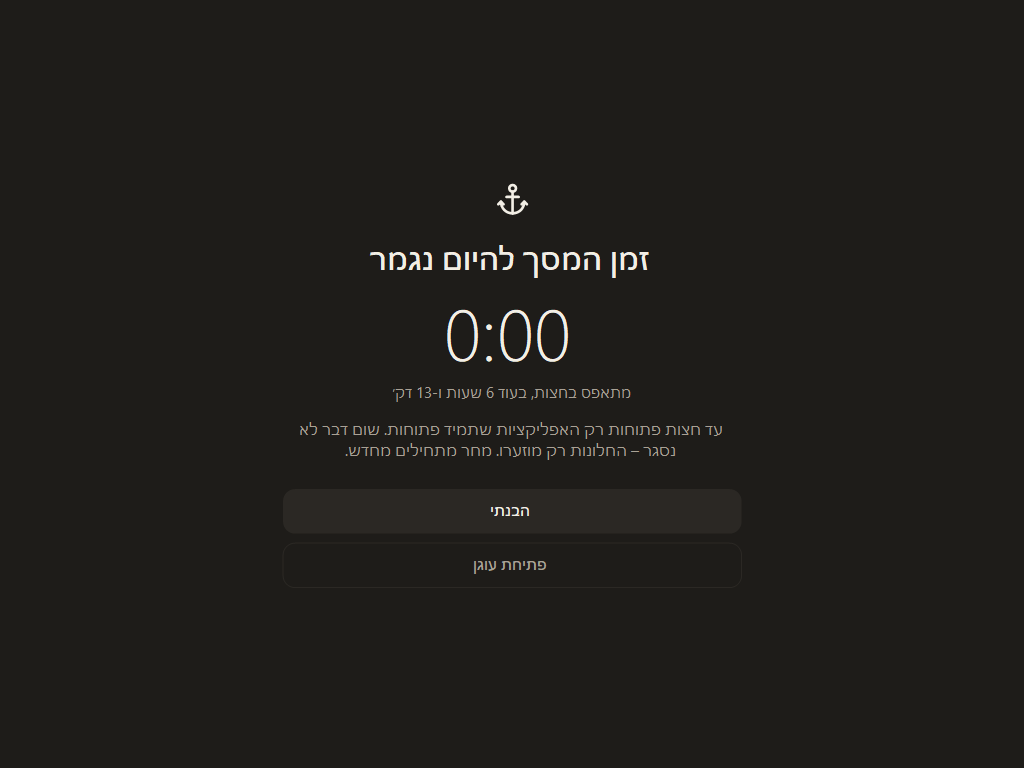 זמן המסך להיום נגמר
0:00
מתאפס בחצות, בעוד 6 שעות ו-13 דק׳
עד חצות פתוחות רק האפליקציות שתמיד פתוחות. שום דבר לא
נסגר – החלונות רק מוזערו. מחר מתחילים מחדש.
הבנתי
פתיחת עוגן